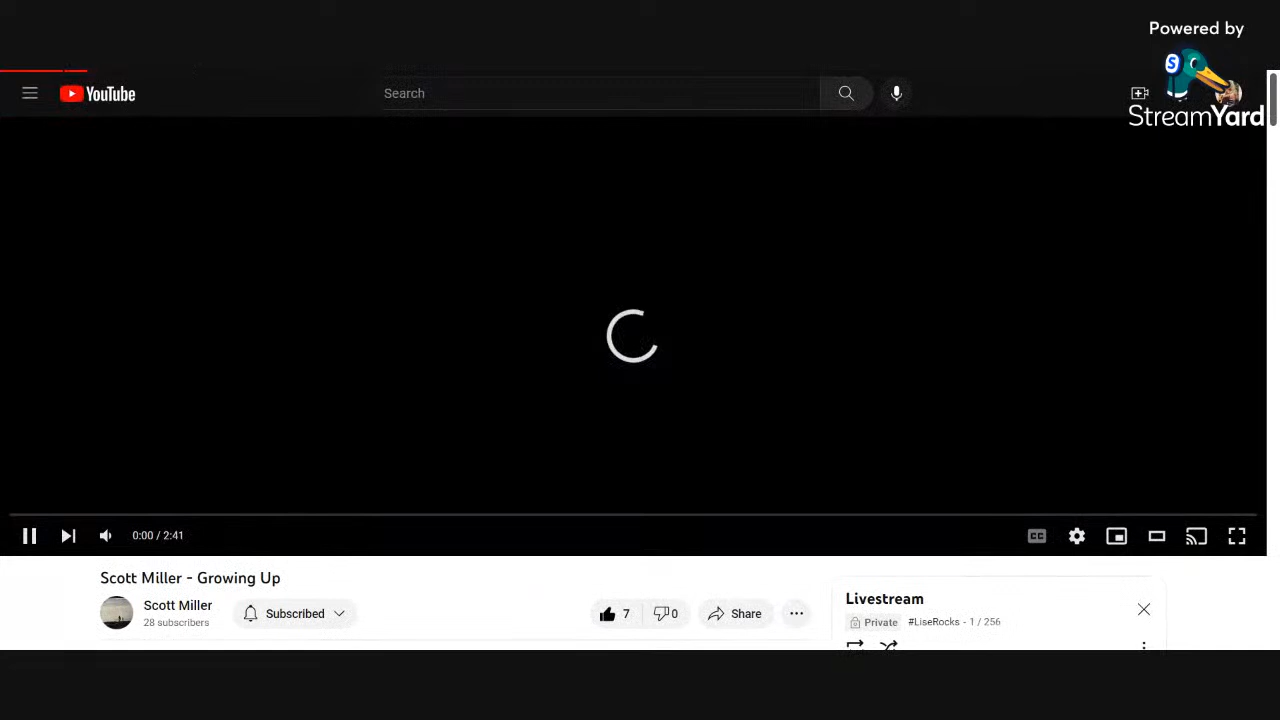 Powered by
StreamYard
YouTube
Search
0:00 / 2:41
CC
Scott Miller - Growing Up
Scott Miller
28 subscribers
Subscribed
7
0
Share
Livestream
Private
#LiseRocks - 1 / 256